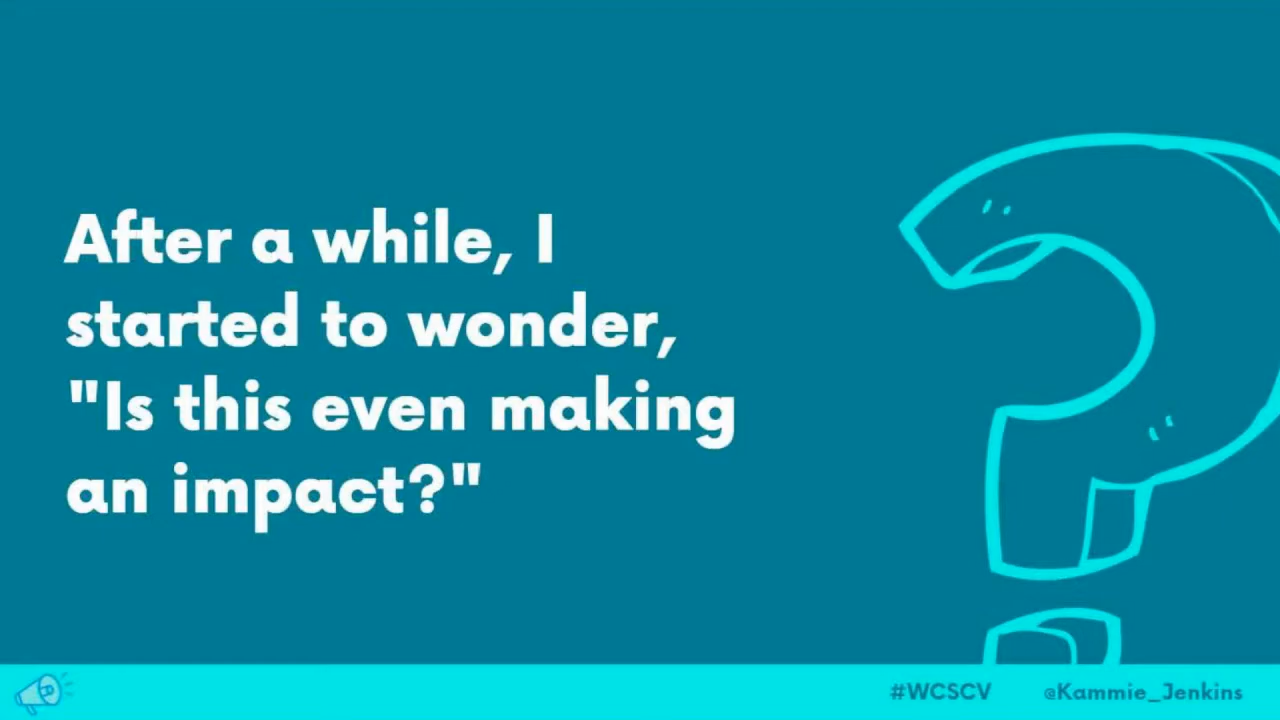 After a while, I
started to wonder,
"Is this even making
an impact?"
#WCSCV @Kammie_Jenkins